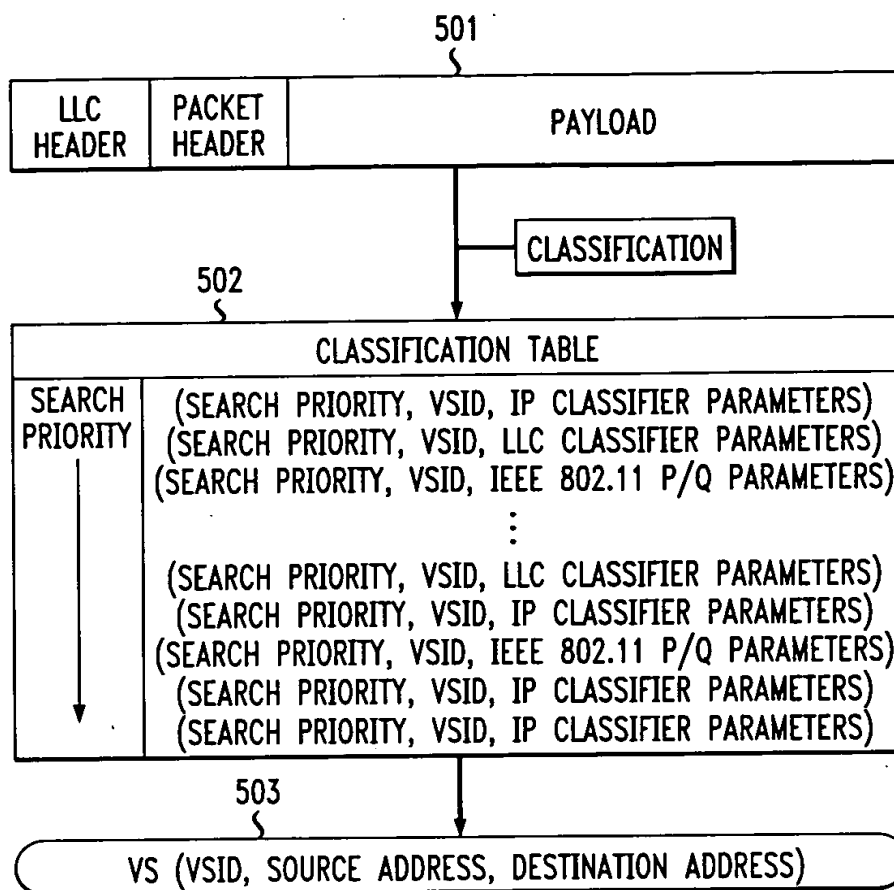 501
LLC HEADER
PACKET HEADER
PAYLOAD
CLASSIFICATION
502
CLASSIFICATION TABLE
SEARCH PRIORITY
(SEARCH PRIORITY, VSID, IP CLASSIFIER PARAMETERS)
(SEARCH PRIORITY, VSID, LLC CLASSIFIER PARAMETERS)
(SEARCH PRIORITY, VSID, IEEE 802.11 P/Q PARAMETERS)
⋮
(SEARCH PRIORITY, VSID, LLC CLASSIFIER PARAMETERS)
(SEARCH PRIORITY, VSID, IP CLASSIFIER PARAMETERS)
(SEARCH PRIORITY, VSID, IEEE 802.11 P/Q PARAMETERS)
(SEARCH PRIORITY, VSID, IP CLASSIFIER PARAMETERS)
(SEARCH PRIORITY, VSID, IP CLASSIFIER PARAMETERS)
503
VS (VSID, SOURCE ADDRESS, DESTINATION ADDRESS)